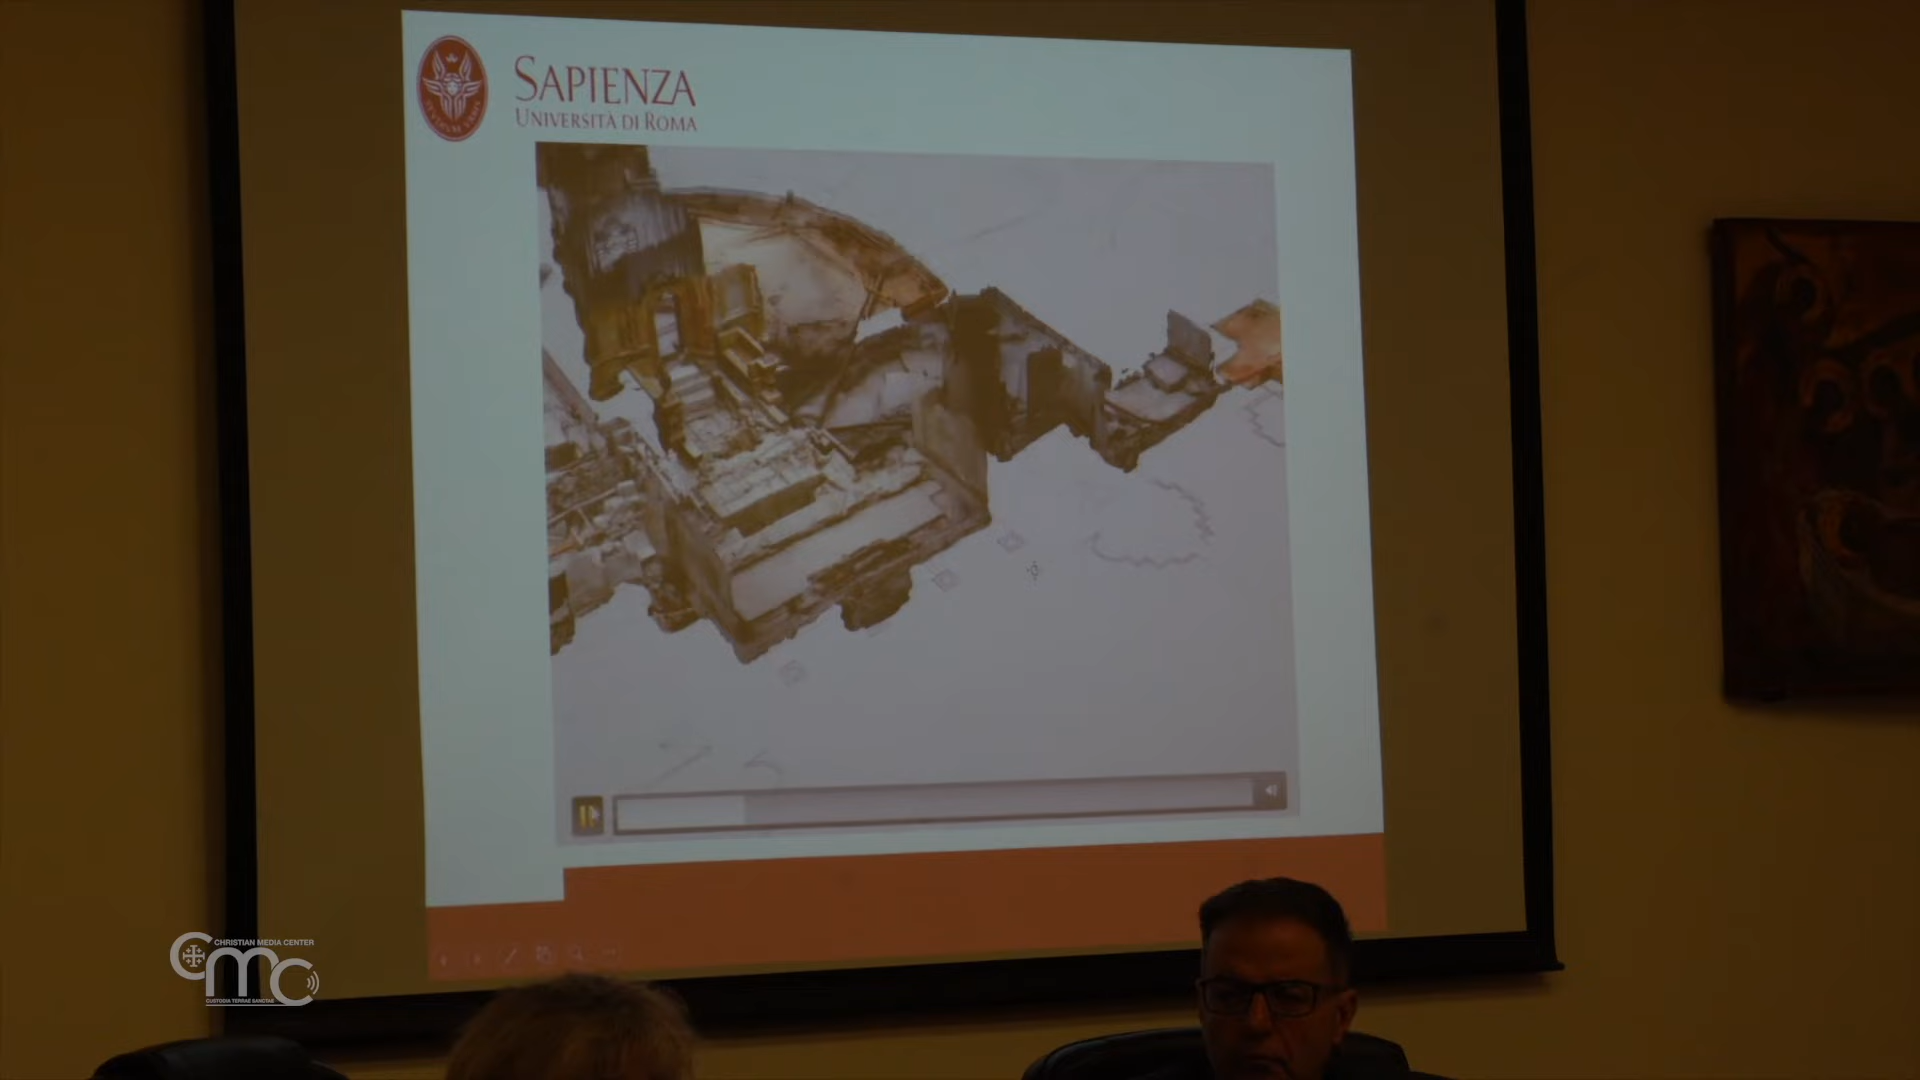 SAPIENZA
UNIVERSITÀ DI ROMA
CHRISTIAN MEDIA CENTER
CMC
CUSTODIA TERRAE SANCTAE